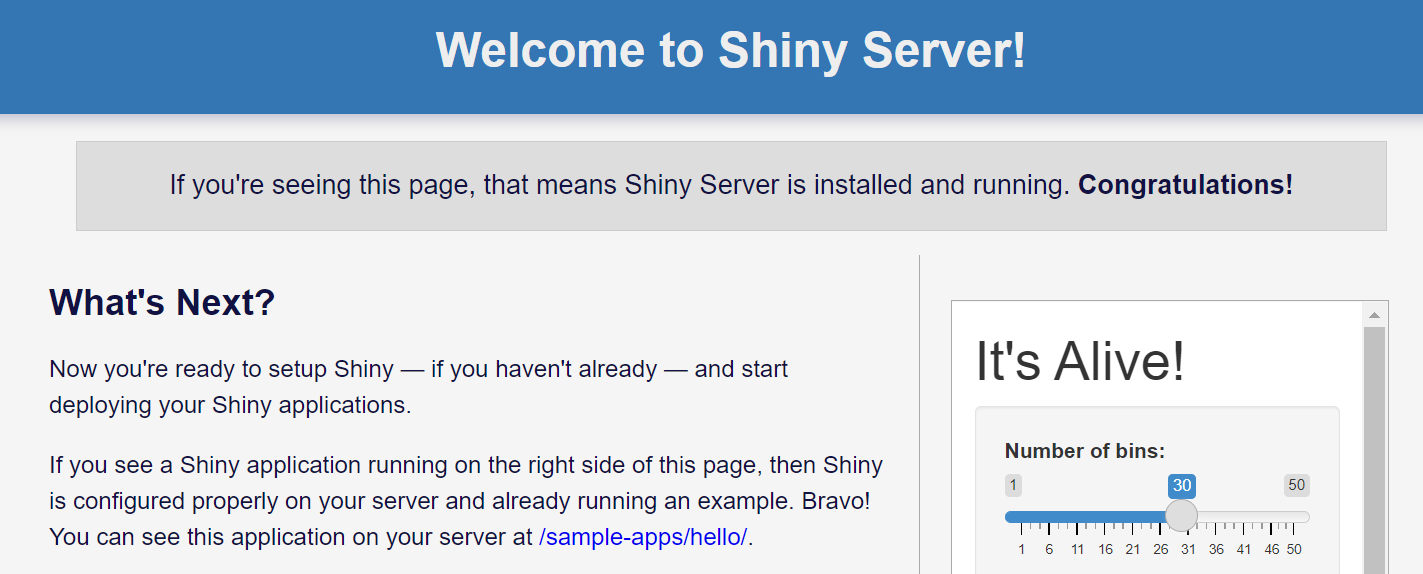 Welcome to Shiny Server!
If you're seeing this page, that means Shiny Server is installed and running. Congratulations!
What's Next?
Now you're ready to setup Shiny — if you haven't already — and start
deploying your Shiny applications.
If you see a Shiny application running on the right side of this page, then Shiny
is configured properly on your server and already running an example. Bravo!
You can see this application on your server at /sample-apps/hello/.
It's Alive!
Number of bins:
1 30 50
1 6 11 16 21 26 31 36 41 46 50